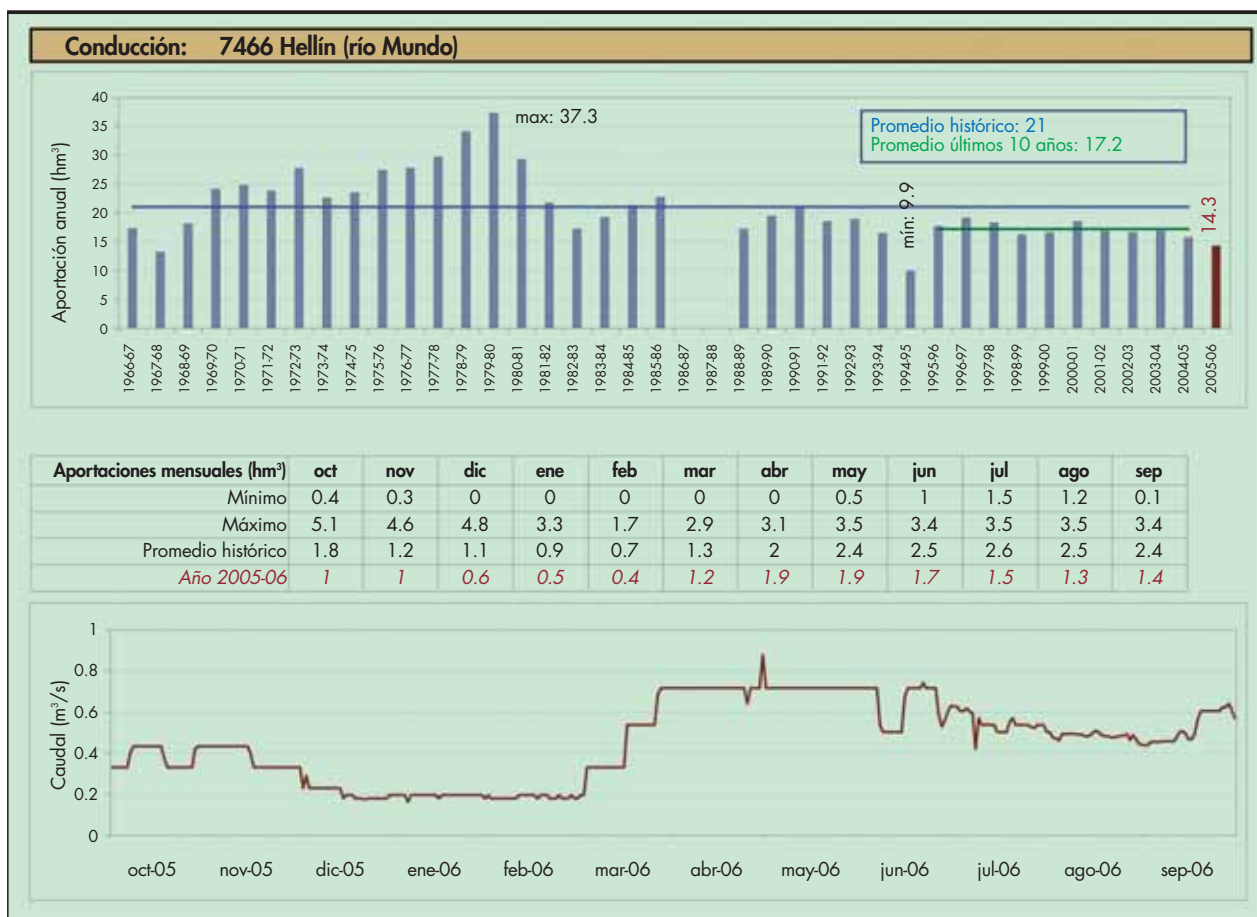 Conducción: 7466 Hellín (río Mundo)
Aportación anual (hm³)
40
35
30
25
20
15
10
5
0
max: 37.3
Promedio histórico: 21
Promedio últimos 10 años: 17.2
mín: 9.9
14.3
1966-67 1967-68 1968-69 1969-70 1970-71 1971-72 1972-73 1973-74 1974-75 1975-76 1976-77 1977-78 1978-79 1979-80 1980-81 1981-82 1982-83 1983-84 1984-85 1985-86 1986-87 1987-88 1988-89 1989-90 1990-91 1991-92 1992-93 1993-94 1994-95 1995-96 1996-97 1997-98 1998-99 1999-00 2000-01 2001-02 2002-03 2003-04 2004-05 2005-06
Aportaciones mensuales (hm³) oct nov dic ene feb mar abr may jun jul ago sep
Mínimo 0.4 0.3 0 0 0 0 0 0.5 1 1.5 1.2 0.1
Máximo 5.1 4.6 4.8 3.3 1.7 2.9 3.1 3.5 3.4 3.5 3.5 3.4
Promedio histórico 1.8 1.2 1.1 0.9 0.7 1.3 2 2.4 2.5 2.6 2.5 2.4
Año 2005-06 1 1 0.6 0.5 0.4 1.2 1.9 1.9 1.7 1.5 1.3 1.4
Caudal (m³/s)
1
0.8
0.6
0.4
0.2
0
oct-05 nov-05 dic-05 ene-06 feb-06 mar-06 abr-06 may-06 jun-06 jul-06 ago-06 sep-06